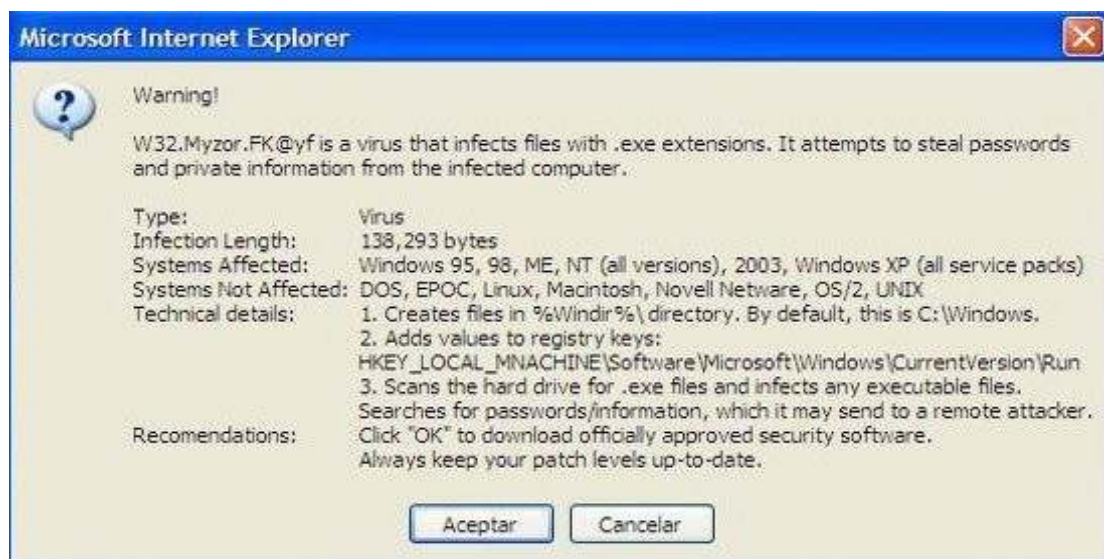 Microsoft Internet Explorer
Warning!
W32.Myzor.FK@yf is a virus that infects files with .exe extensions. It attempts to steal passwords
and private information from the infected computer.
Type: Virus
Infection Length: 138,293 bytes
Systems Affected: Windows 95, 98, ME, NT (all versions), 2003, Windows XP (all service packs)
Systems Not Affected: DOS, EPOC, Linux, Macintosh, Novell Netware, OS/2, UNIX
Technical details: 1. Creates files in %Windir%\ directory. By default, this is C:\Windows.
2. Adds values to registry keys:
HKEY_LOCAL_MNACHINE\Software\Microsoft\Windows\CurrentVersion\Run
3. Scans the hard drive for .exe files and infects any executable files.
Searches for passwords/information, which it may send to a remote attacker.
Recomendations: Click "OK" to download officially approved security software.
Always keep your patch levels up-to-date.
Aceptar Cancelar